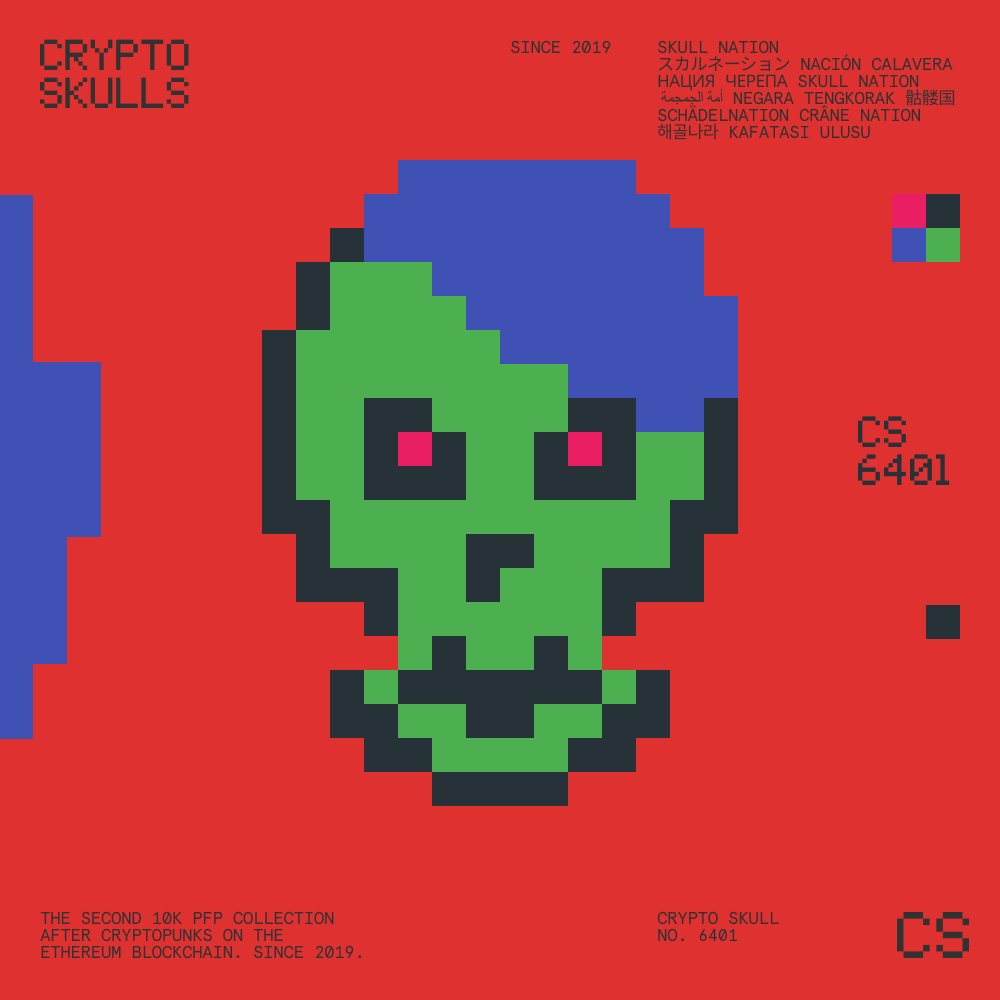 CRYPTO
SKULLS
SINCE 2019
SKULL NATION
スカルネーション NACIÓN CALAVERA
НАЦИЯ ЧЕРЕПА SKULL NATION
أمة الجمجمة NEGARA TENGKORAK 骷髅国
SCHÄDELNATION CRÂNE NATION
해골나라 KAFATASI ULUSU
CS
6401
THE SECOND 10K PFP COLLECTION
AFTER CRYPTOPUNKS ON THE
ETHEREUM BLOCKCHAIN. SINCE 2019.
CRYPTO SKULL
NO. 6401
CS